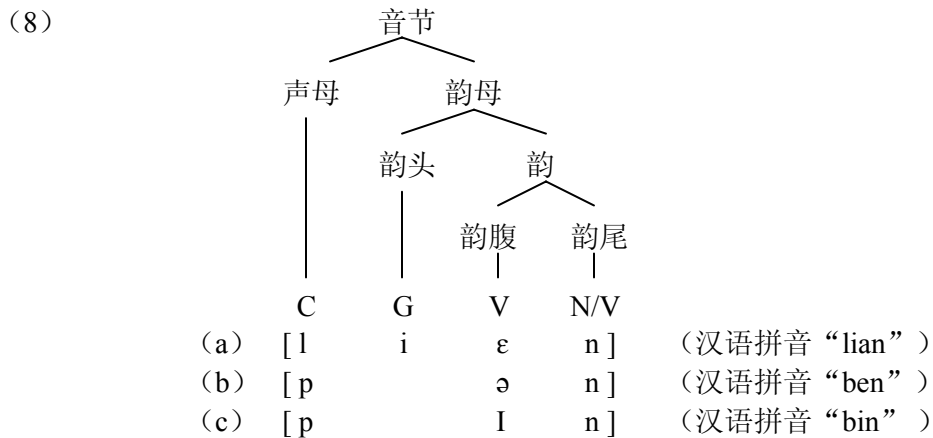 （8）
音节
声母 韵母
韵头 韵
韵腹 韵尾
C G V N/V
（a） [ l i ε n ] （汉语拼音“lian”）
（b） [ p ə n ] （汉语拼音“ben”）
（c） [ p I n ] （汉语拼音“bin” ）